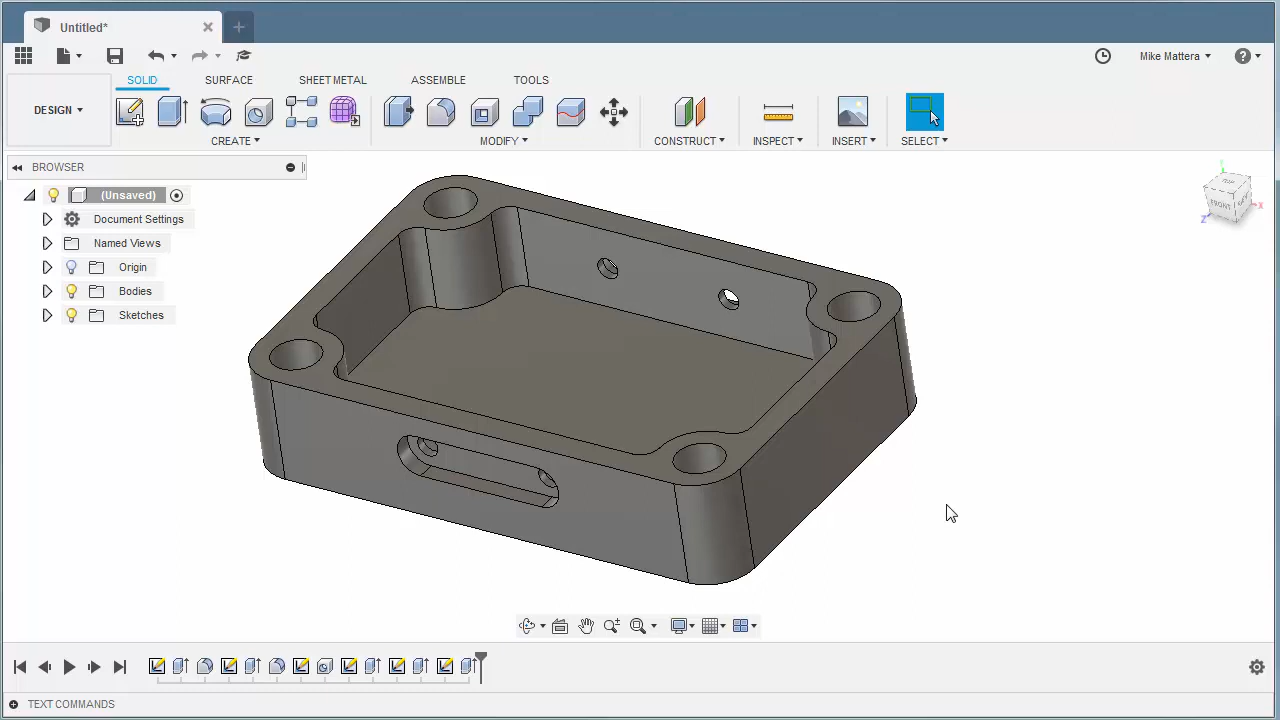 Untitled*
Mike Mattera
SOLID SURFACE SHEET METAL ASSEMBLE TOOLS
DESIGN
CREATE MODIFY CONSTRUCT INSPECT INSERT SELECT
BROWSER
(Unsaved)
Document Settings
Named Views
Origin
Bodies
Sketches
Y
X
Z
FRONT
TEXT COMMANDS